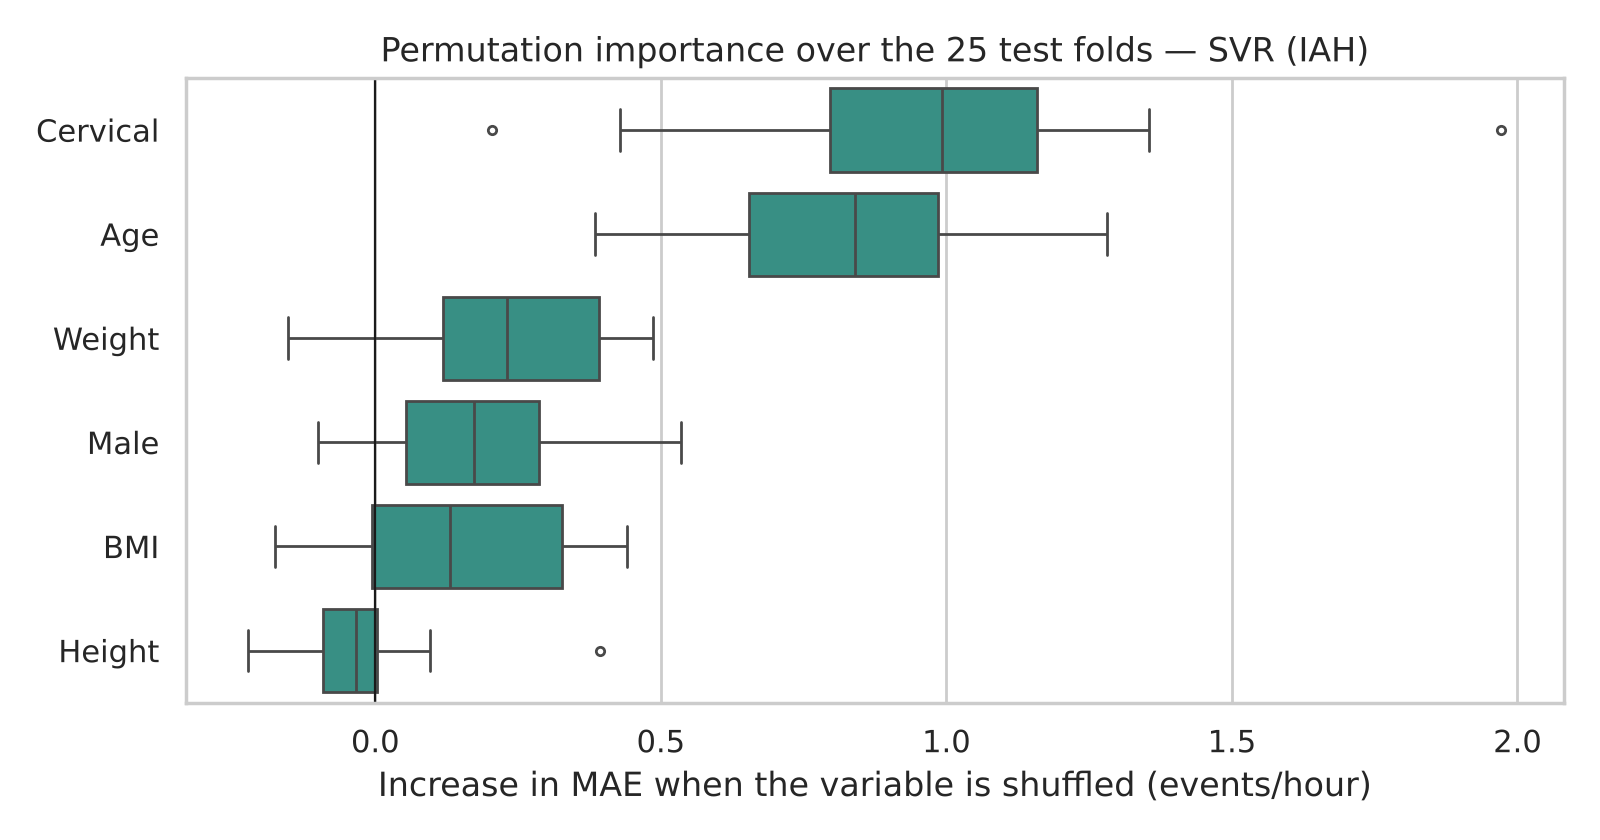 Permutation importance over the 25 test folds — SVR (IAH)
Cervical
Age
Weight
Male
BMI
Height
0.0 0.5 1.0 1.5 2.0
Increase in MAE when the variable is shuffled (events/hour)